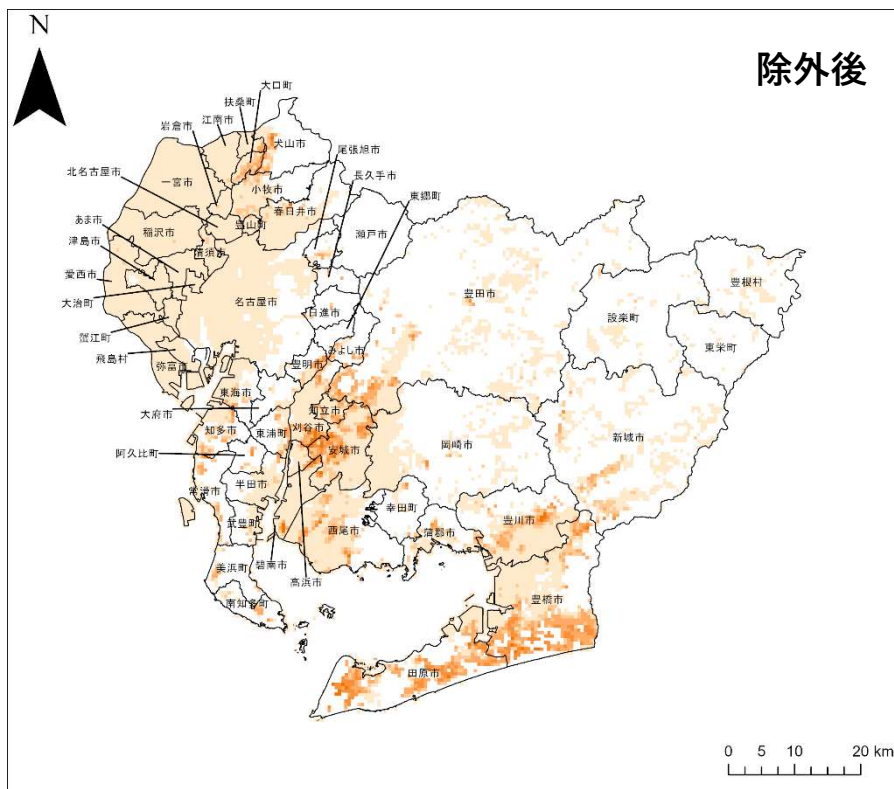 N
除外後
大口町
扶桑町
江南市
岩倉市
犬山市
尾張旭市
北名古屋市
長久手市
一宮市
小牧市
東郷町
あま市
春日井市
稲沢市
豊山町
瀬戸市
津島市
清須市
愛西市
豊根村
名古屋市
豊田市
大治町
日進市
設楽町
蟹江町
東栄町
みよし市
飛島村
豊明市
弥富市
東海市
知立市
大府市
知多市
刈谷市
東浦町
新城市
岡崎市
安城市
阿久比町
半田市
常滑市
幸田町
豊川市
武豊町
西尾市
蒲郡市
碧南市
美浜町
高浜市
豊橋市
南知多町
田原市
0 5 10 20 km